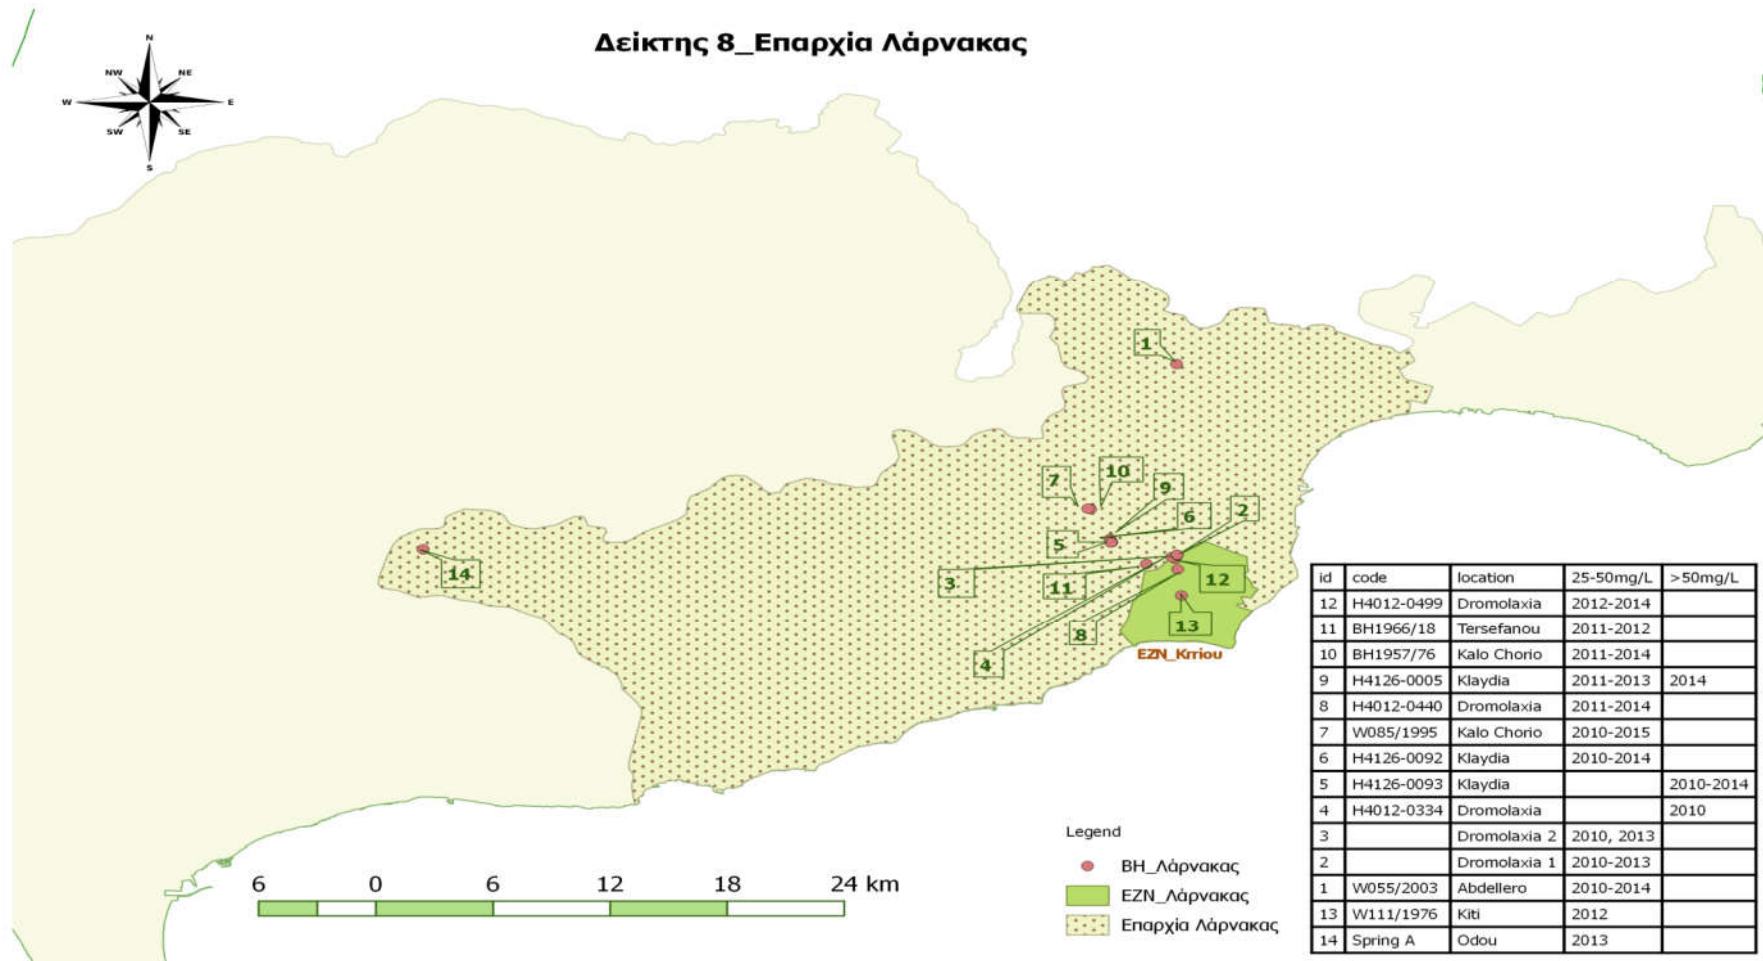 Δείκτης 8_Επαρχία Λάρνακας
N
NW NE
W E
SW SE
S
1
10
7
9
6
2
5
3
11
12
14
13
8
4
ΕΖΝ_Κιτίου
id code location 25-50mg/L >50mg/L
12 H4012-0499 Dromolaxia 2012-2014
11 BH1966/18 Tersefanou 2011-2012
10 BH1957/76 Kalo Chorio 2011-2014
9 H4126-0005 Klaydia 2011-2013 2014
8 H4012-0440 Dromolaxia 2011-2014
7 W085/1995 Kalo Chorio 2010-2015
6 H4126-0092 Klaydia 2010-2014
5 H4126-0093 Klaydia 2010-2014
4 H4012-0334 Dromolaxia 2010
3 Dromolaxia 2 2010, 2013
2 Dromolaxia 1 2010-2013
1 W055/2003 Abdellero 2010-2014
13 W111/1976 Kiti 2012
14 Spring A Odou 2013
Legend
BH_Λάρνακας
ΕΖΝ_Λάρνακας
Επαρχία Λάρνακας
6 0 6 12 18 24 km